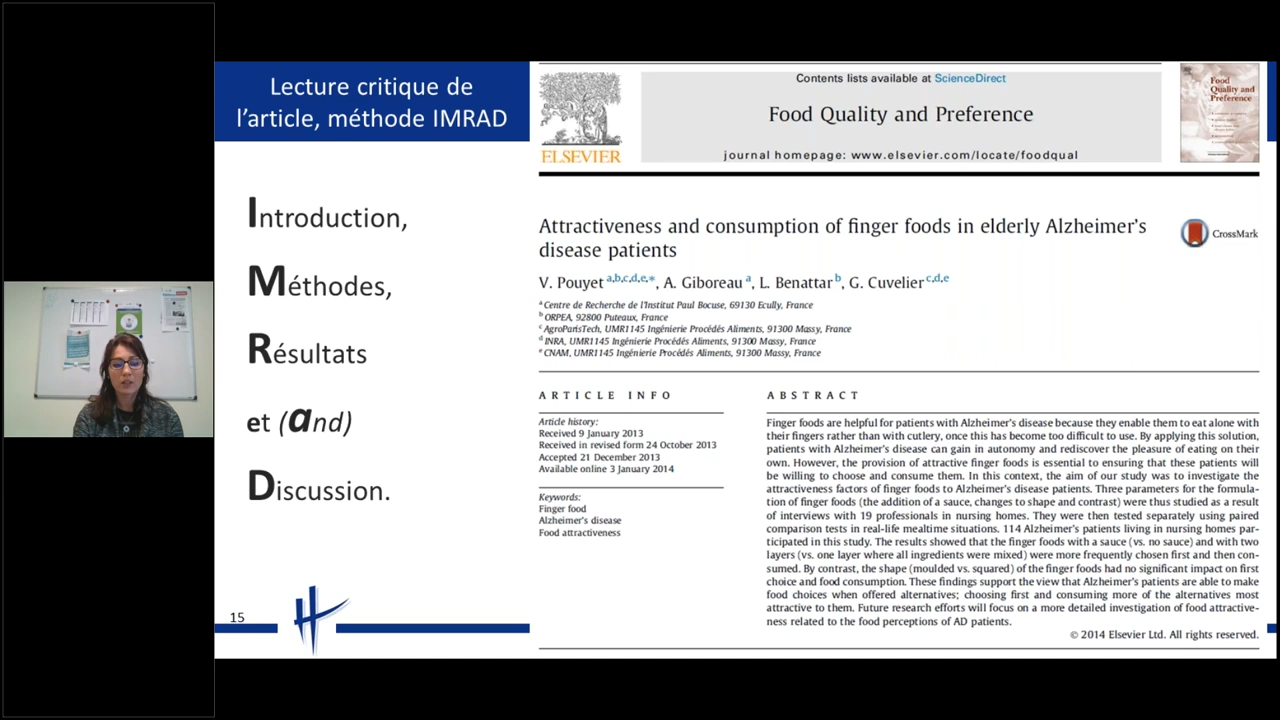 Lecture critique de
l'article, méthode IMRAD
Introduction,
Méthodes,
Résultats
et (and)
Discussion.
15
ELSEVIER
Contents lists available at ScienceDirect
Food Quality and Preference
journal homepage: www.elsevier.com/locate/foodqual
Food
Quality and
Preference
Attractiveness and consumption of finger foods in elderly Alzheimer's
disease patients
CrossMark
V. Pouyet a,b,c,d,e,*, A. Giboreau a, L. Benattar b, G. Cuvelier c,d,e
a Centre de Recherche de l'Institut Paul Bocuse, 69130 Ecully, France
b ORPEA, 92800 Puteaux, France
c AgroParisTech, UMR1145 Ingénierie Procédés Aliments, 91300 Massy, France
d INRA, UMR1145 Ingénierie Procédés Aliments, 91300 Massy, France
e CNAM, UMR1145 Ingénierie Procédés Aliments, 91300 Massy, France
ARTICLE INFO
Article history:
Received 9 January 2013
Received in revised form 24 October 2013
Accepted 21 December 2013
Available online 3 January 2014
Keywords:
Finger food
Alzheimer's disease
Food attractiveness
ABSTRACT
Finger foods are helpful for patients with Alzheimer's disease because they enable them to eat alone with
their fingers rather than with cutlery, once this has become too difficult to use. By applying this solution,
patients with Alzheimer's disease can gain in autonomy and rediscover the pleasure of eating on their
own. However, the provision of attractive finger foods is essential to ensuring that these patients will
be willing to choose and consume them. In this context, the aim of our study was to investigate the
attractiveness factors of finger foods to Alzheimer's disease patients. Three parameters for the formula-
tion of finger foods (the addition of a sauce, changes to shape and contrast) were thus studied as a result
of interviews with 19 professionals in nursing homes. They were then tested separately using paired
comparison tests in real-life mealtime situations. 114 Alzheimer's patients living in nursing homes par-
ticipated in this study. The results showed that the finger foods with a sauce (vs. no sauce) and with two
layers (vs. one layer where all ingredients were mixed) were more frequently chosen first and then con-
sumed. By contrast, the shape (moulded vs. squared) of the finger foods had no significant impact on first
choice and food consumption. These findings support the view that Alzheimer's patients are able to make
food choices when offered alternatives; choosing first and consuming more of the alternatives most
attractive to them. Future research efforts will focus on a more detailed investigation of food attractive-
ness related to the food perceptions of AD patients.
© 2014 Elsevier Ltd. All rights reserved.